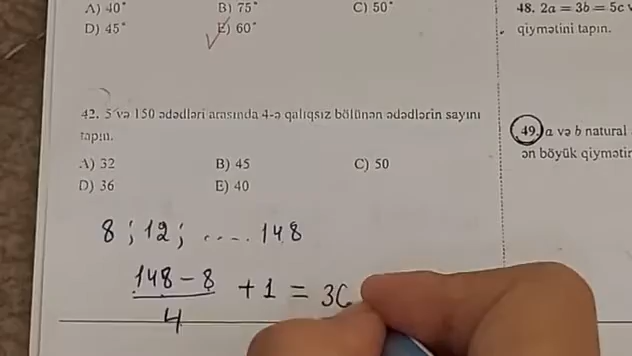 A) 40° B) 75° C) 50°
D) 45° E) 60°
42. 5 və 150 ədədləri arasında 4-ə qalıqsız bölünən ədədlərin sayını
tapın.
A) 32 B) 45 C) 50
D) 36 E) 40
8 ; 12 ; ..... 148
148 - 8
4
+ 1 = 36
48. 2a = 3b = 5c
qiymətini tapın.
49. a və b natural
ən böyük